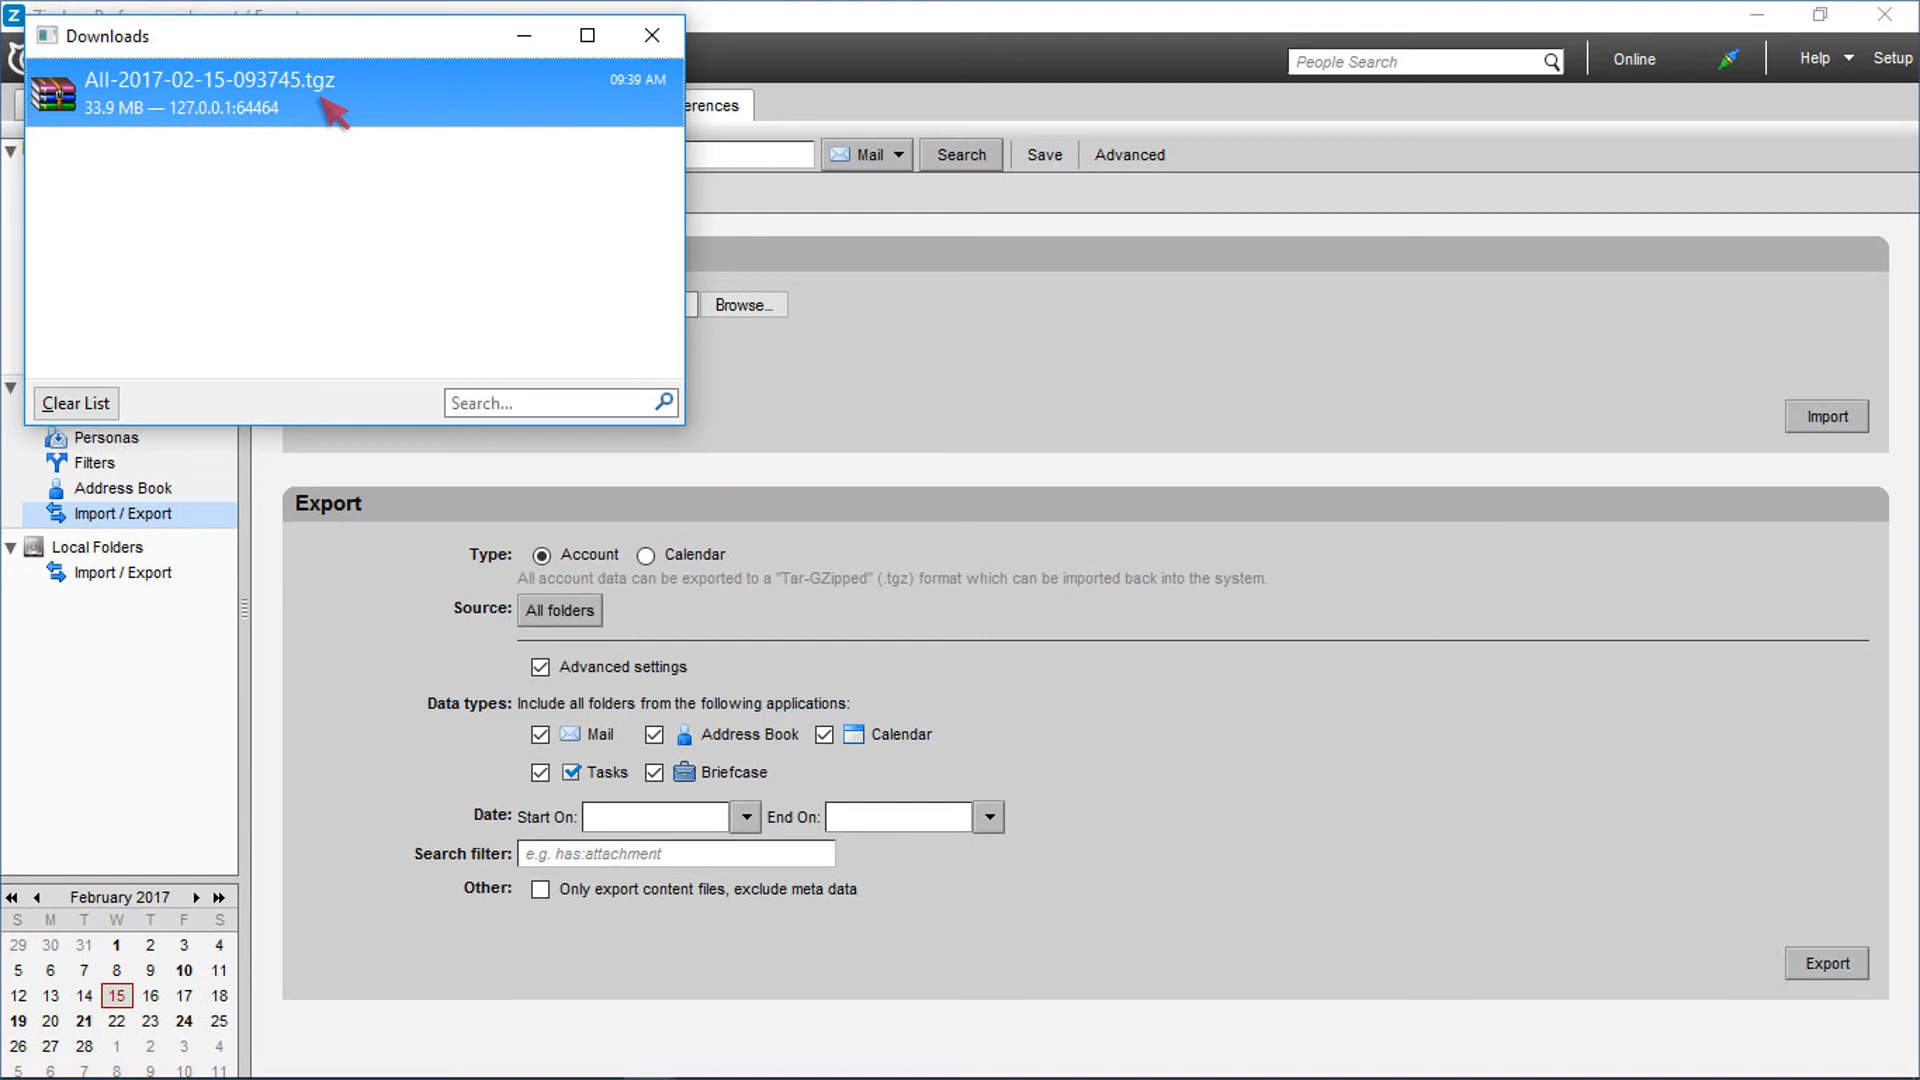 Downloads
All-2017-02-15-093745.tgz
09:39 AM
33.9 MB — 127.0.0.1:64464
Clear List
Search...
People Search
Online
Help
Setup
erences
Mail
Search
Save
Advanced
Browse...
Import
Personas
Filters
Address Book
Import / Export
Local Folders
Import / Export
Export
Type: Account Calendar
All account data can be exported to a "Tar-GZipped" (.tgz) format which can be imported back into the system.
Source: All folders
Advanced settings
Data types: Include all folders from the following applications:
Mail Address Book Calendar
Tasks Briefcase
Date: Start On: End On:
Search filter: e.g. has:attachment
Other: Only export content files, exclude meta data
Export
February 2017
S M T W T F S
29 30 31 1 2 3 4
5 6 7 8 9 10 11
12 13 14 15 16 17 18
19 20 21 22 23 24 25
26 27 28 1 2 3 4
5 6 7 8 9 10 11